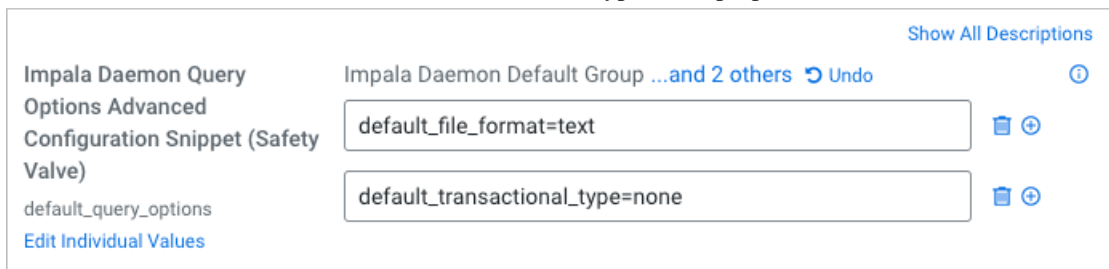 Show All Descriptions
Impala Daemon Query
Options Advanced
Configuration Snippet (Safety
Valve)
default_query_options
Edit Individual Values
Impala Daemon Default Group ...and 2 others Undo
default_file_format=text
default_transactional_type=none